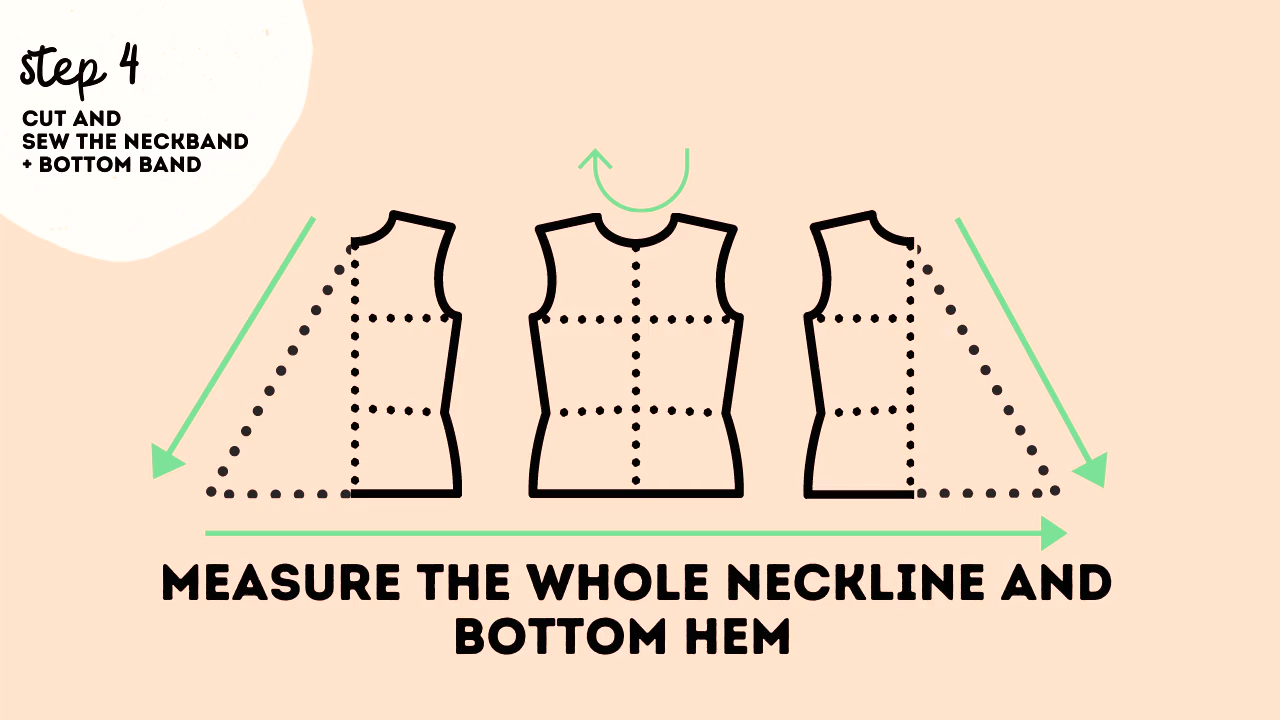 step 4
CUT AND
SEW THE NECKBAND
+ BOTTOM BAND
MEASURE THE WHOLE NECKLINE AND
BOTTOM HEM